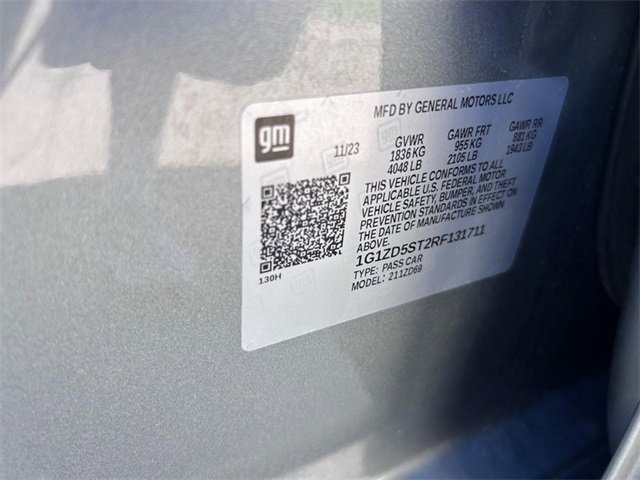 MFD BY GENERAL MOTORS LLC
gm
11/23
GVWR GAWR FRT GAWR RR
1836 KG 955 KG 881 KG
4048 LB 2105 LB 1943 LB
THIS VEHICLE CONFORMS TO ALL
APPLICABLE U.S. FEDERAL MOTOR
VEHICLE SAFETY, BUMPER, AND THEFT
PREVENTION STANDARDS IN EFFECT ON
THE DATE OF MANUFACTURE SHOWN
ABOVE.
1G1ZD5ST2RF131711
TYPE: PASS CAR
MODEL: 211ZD69
130H